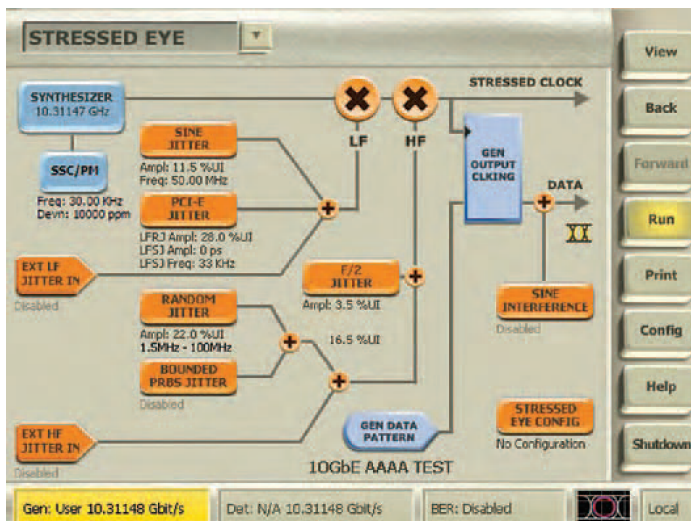 STRESSED EYE
View
Back
Forward
Run
Print
Config
Help
Shutdown
SYNTHESIZER
10.31147 GHz
SSC/PM
Freq: 30.00 KHz
Devn: 10000 ppm
SINE
JITTER
Ampl: 11.5 %UI
Freq: 50.00 MHz
PCI-E
JITTER
LFRJ Ampl: 28.0 %UI
LFSJ Ampl: 0 ps
LFSJ Freq: 33 KHz
EXT LF
JITTER IN
Disabled
LF
HF
STRESSED CLOCK
GEN
OUTPUT
CLKING
DATA
F/2
JITTER
Ampl: 3.5 %UI
SINE
INTERFERENCE
Disabled
RANDOM
JITTER
Ampl: 22.0 %UI
1.5MHz - 100MHz
16.5 %UI
BOUNDED
PRBS JITTER
Disabled
EXT HF
JITTER IN
Disabled
GEN DATA
PATTERN
10GbE AAAA TEST
STRESSED
EYE CONFIG
No Configuration
Gen: User 10.31148 Gbit/s
Det: N/A 10.31148 Gbit/s
BER: Disabled
Local